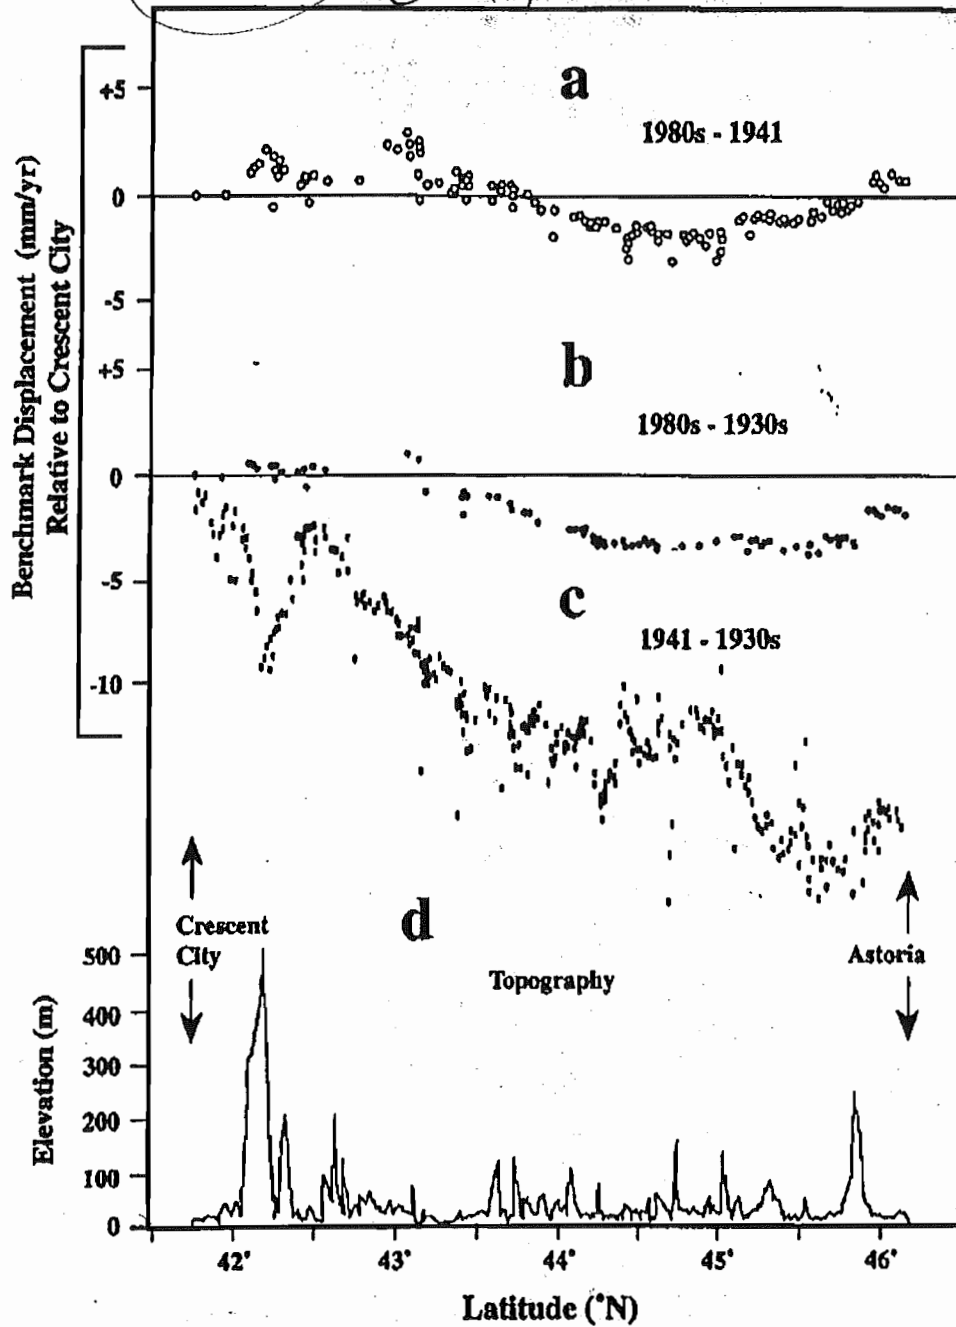 a
+5
1980s - 1941
0
-5
b
+5
1980s - 1930s
0
-5
c
1941 - 1930s
-10
Benchmark Displacement (mm/yr)
Relative to Crescent City
d
Crescent
City
Astoria
Topography
500
400
300
200
100
0
Elevation (m)
42°
43°
44°
45°
46°
Latitude (°N)